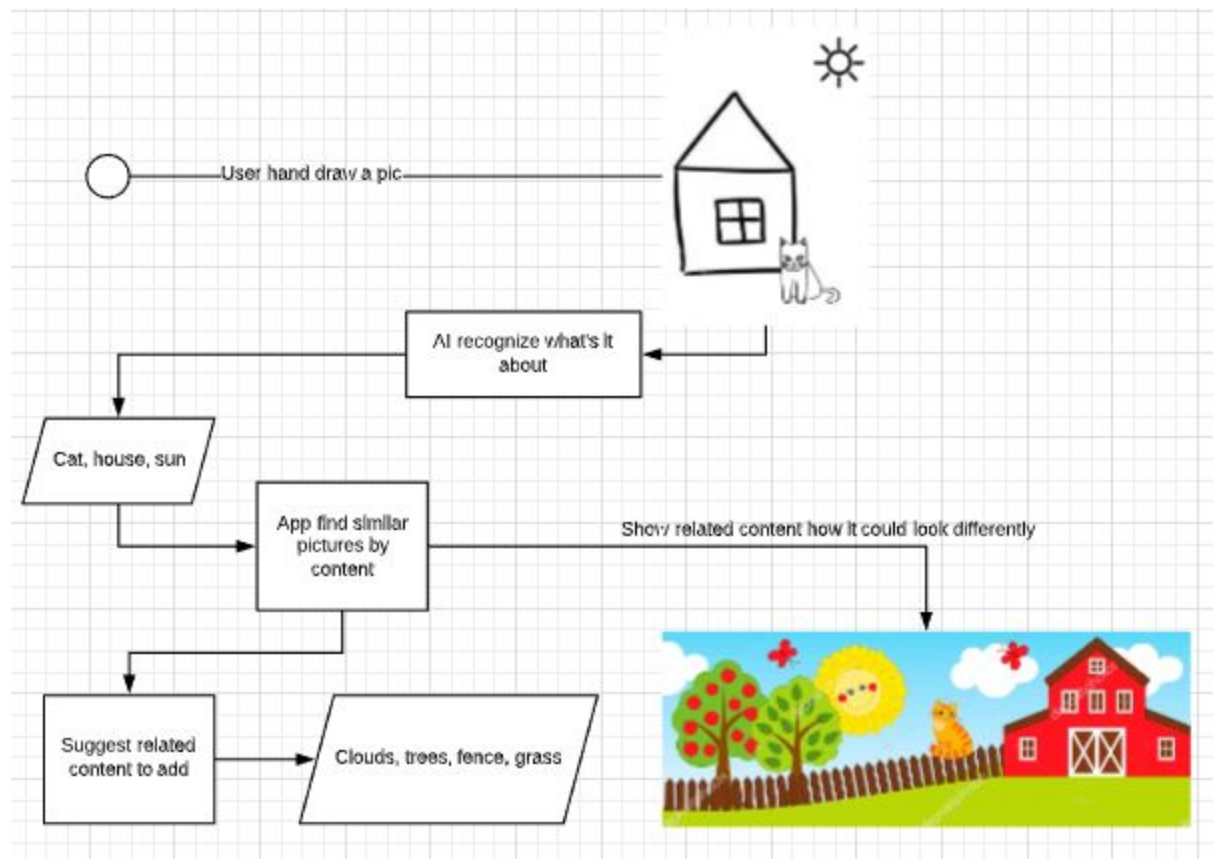 User hand draw a pic
AI recognize what's it
about
Cat, house, sun
App find similar
pictures by
content
Show related content how it could look differently
Suggest related
content to add
Clouds, trees, fence, grass